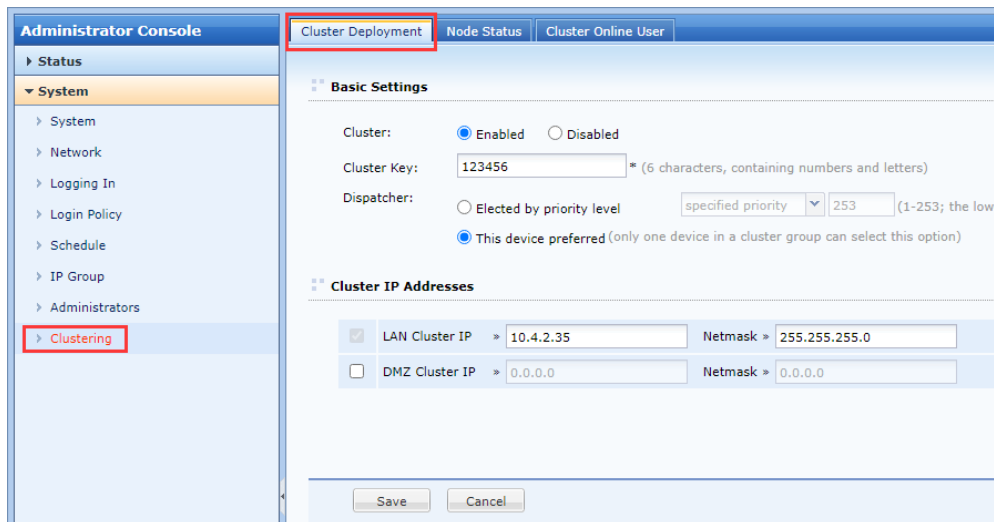 Administrator Console
Status
System
System
Network
Logging In
Login Policy
Schedule
IP Group
Administrators
Clustering
Cluster Deployment Node Status Cluster Online User
Basic Settings
Cluster: Enabled Disabled
Cluster Key: 123456 * (6 characters, containing numbers and letters)
Dispatcher: Elected by priority level specified priority 253 (1-253; the low
This device preferred (only one device in a cluster group can select this option)
Cluster IP Addresses
LAN Cluster IP » 10.4.2.35 Netmask » 255.255.255.0
DMZ Cluster IP » 0.0.0.0 Netmask » 0.0.0.0
Save Cancel